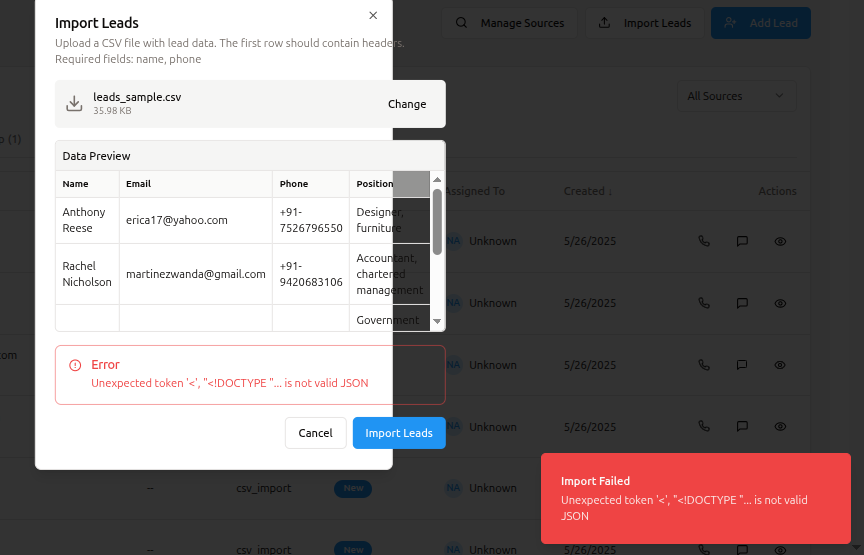 Import Leads
Upload a CSV file with lead data. The first row should contain headers.
Required fields: name, phone
Manage Sources
Import Leads
Add Lead
leads_sample.csv
35.98 KB
Change
All Sources
(1)
Data Preview
Name Email Phone Position
Assigned To Created ↓ Actions
Anthony
Reese
erica17@yahoo.com
+91-
7526796550
Designer,
furniture
NA Unknown 5/26/2025
Rachel
Nicholson
martinezwanda@gmail.com
+91-
9420683106
Accountant,
chartered
management
NA Unknown 5/26/2025
Government
com
Error
Unexpected token '<', "<!DOCTYPE "... is not valid JSON
NA Unknown 5/26/2025
Cancel
Import Leads
NA Unknown 5/26/2025
-- csv_import New NA Unknown
Import Failed
Unexpected token '<', "<!DOCTYPE "... is not valid
JSON
-- csv_import New NA Unknown 5/26/2025